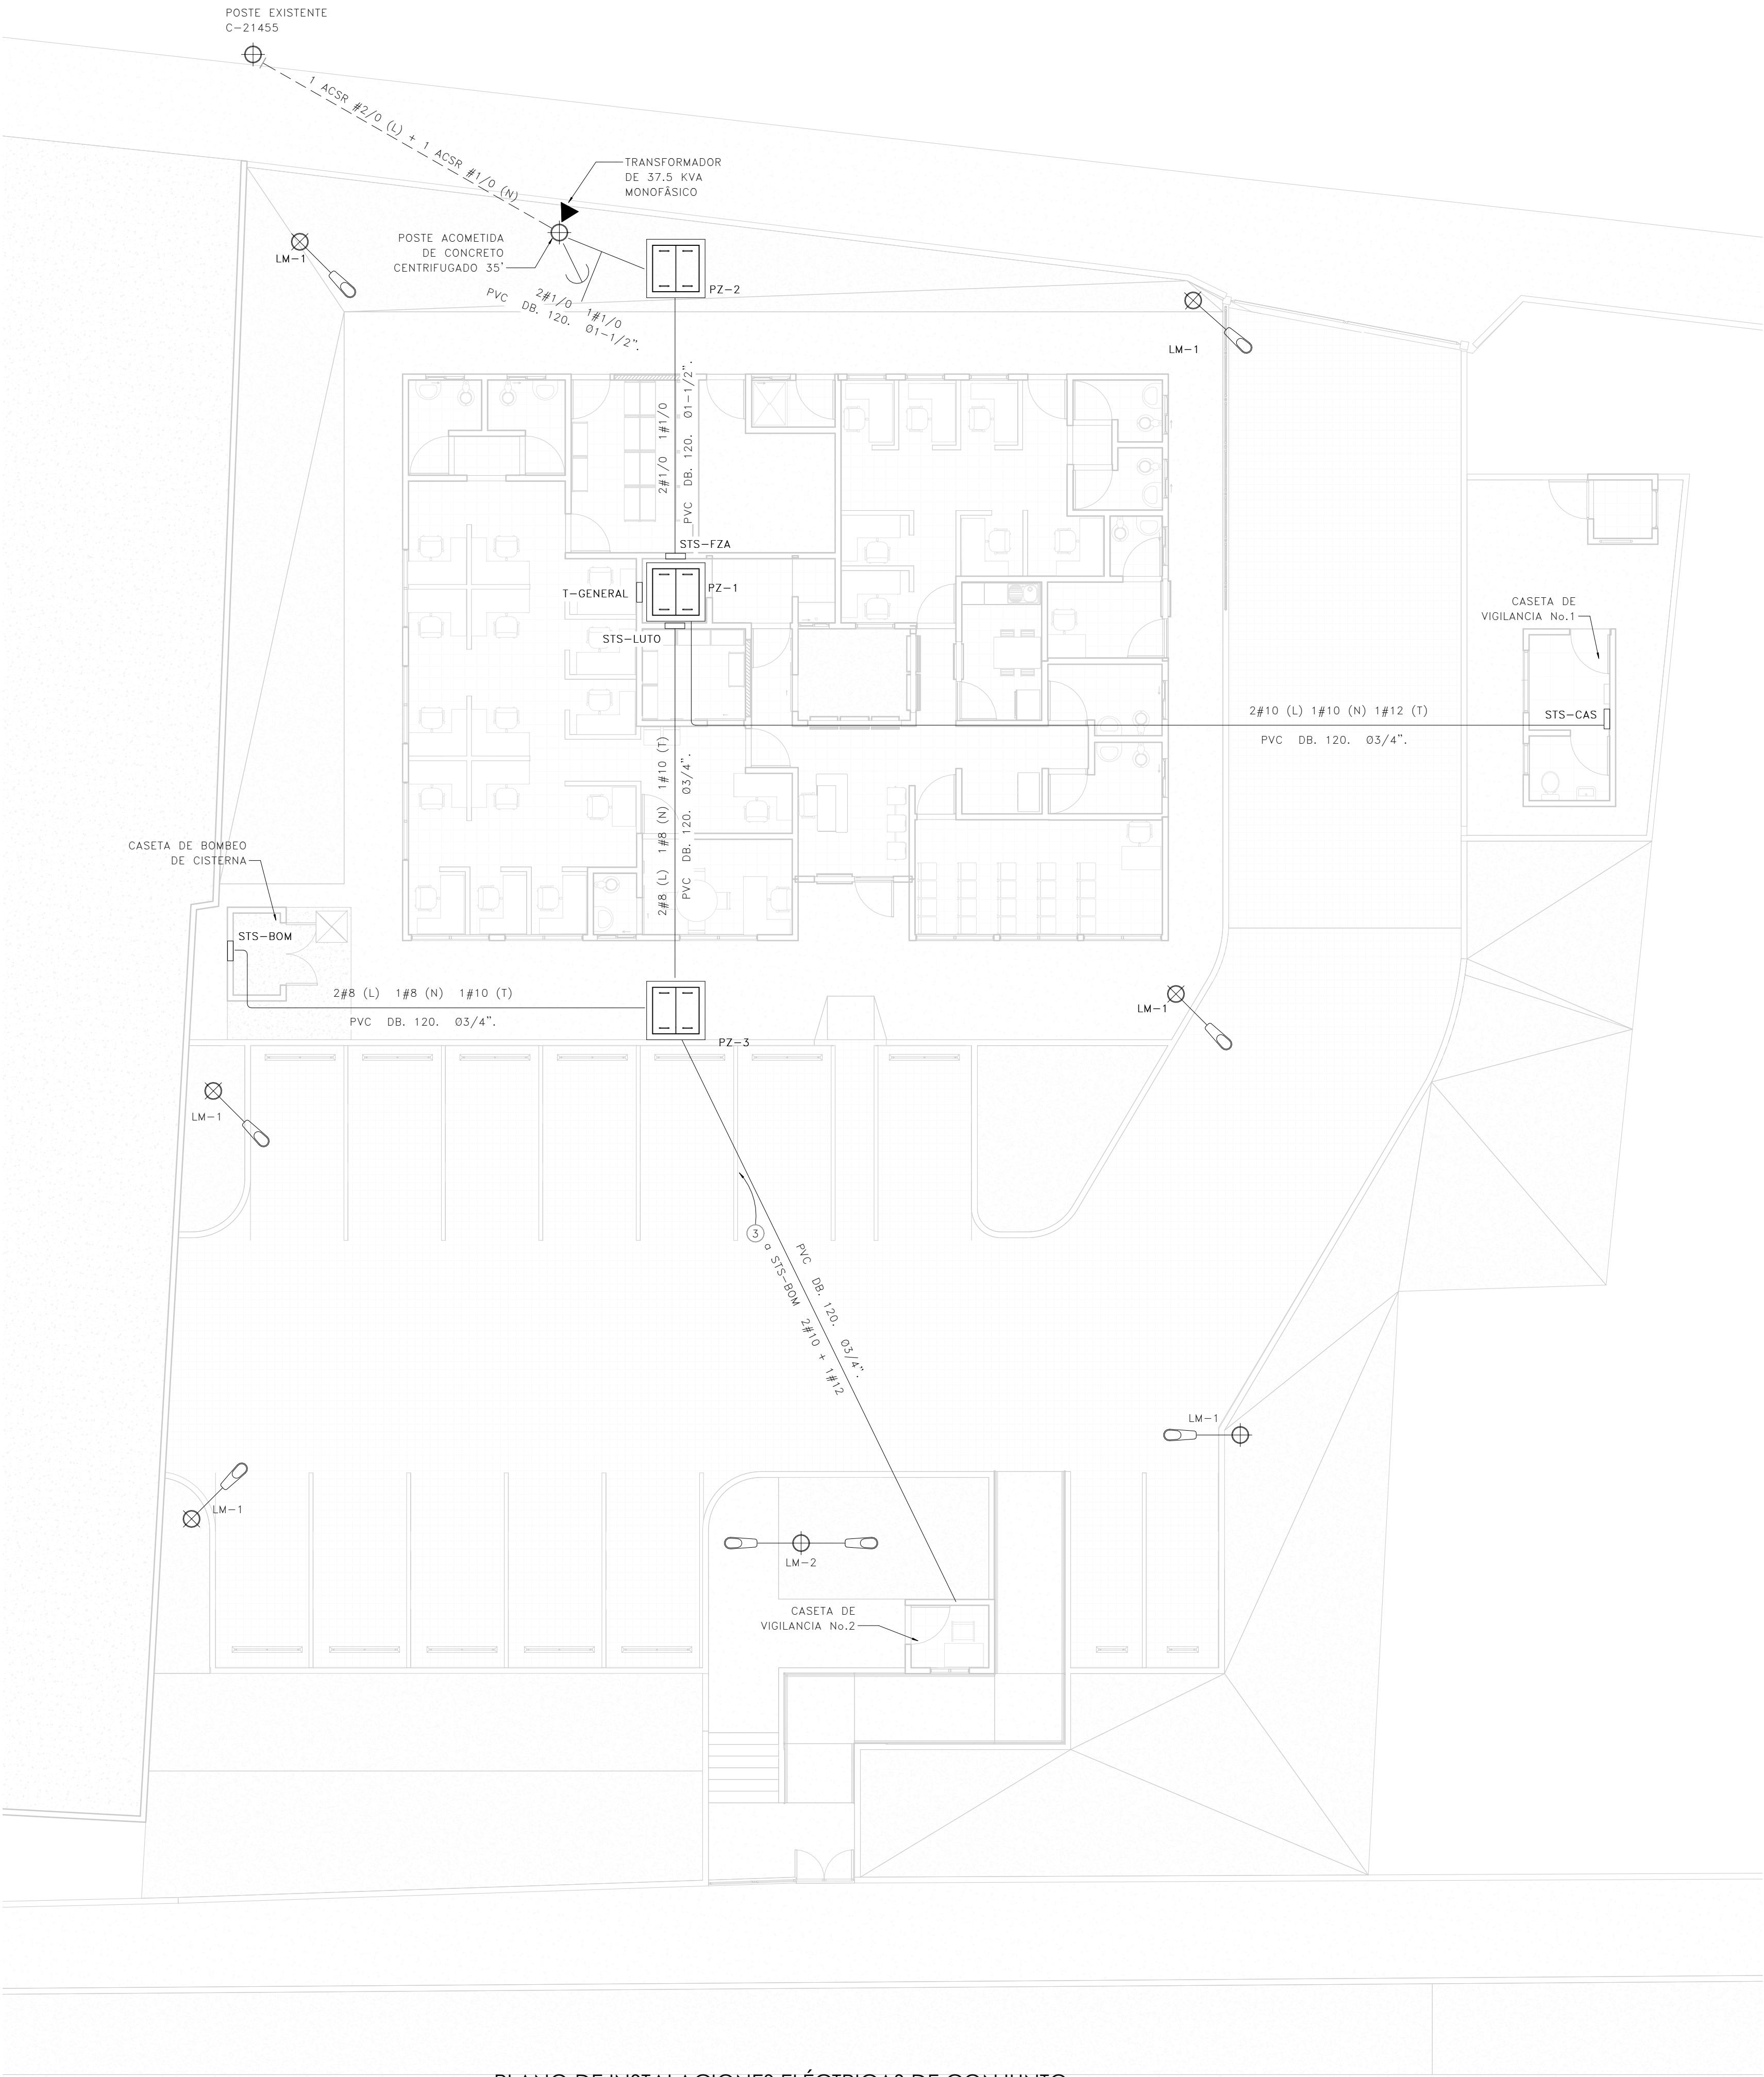 POSTE EXISTENTE
C-21455
1 ACSR #2/0 (L) + 1 ACSR #1/0 (N)
TRANSFORMADOR
DE 37.5 KVA
MONOFÂSICO
POSTE ACOMETIDA
DE CONCRETO
CENTRIFUGADO 35'
LM-1
PZ-2
2#1/0 1#1/0
PVC DB. 120. Ø1-1/2".
LM-1
2#1/0 1#1/0
PVC DB. 120. Ø1-1/2".
STS-FZA
T-GENERAL
PZ-1
STS-LUTO
CASETA DE
VIGILANCIA No.1
2#10 (L) 1#10 (N) 1#12 (T)
PVC DB. 120. Ø3/4".
STS-CAS
2#8 (L) 1#8 (N) 1#10 (T)
PVC DB. 120. Ø3/4".
CASETA DE BOMBEO
DE CISTERNA
STS-BOM
2#8 (L) 1#8 (N) 1#10 (T)
PVC DB. 120. Ø3/4".
LM-1
PZ-3
LM-1
3
a STS-BOM 2#10 + 1#12
PVC DB. 120. Ø3/4".
LM-1
LM-1
LM-2
CASETA DE
VIGILANCIA No.2
PLANO DE INSTALACIONES ELÉCTRICAS DE CONJUNTO